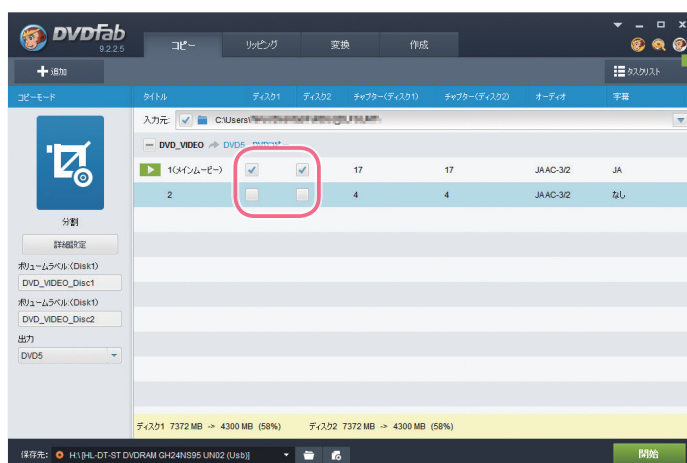 DVDFab
9.2.2.5
コピー リッピング 変換 作成
追加 タスクリスト
コピーモード タイトル ディスク1 ディスク2 チャプター(ディスク1) チャプター(ディスク2) オーディオ 字幕
入力元: C:\Users\
DVD_VIDEO DVD5
1(メインムービー) 17 17 JA AC-3/2 JA
2 4 4 JA AC-3/2 なし
分割
詳細設定
ボリュームラベル:(Disk1)
DVD_VIDEO_Disc1
ボリュームラベル:(Disk1)
DVD_VIDEO_Disc2
出力
DVD5
ディスク1 7372 MB -> 4300 MB (58%) ディスク2 7372 MB -> 4300 MB (58%)
保存先: H:\ [HL-DT-ST DVDRAM GH24NS95 UN02 (Usb)] 開始